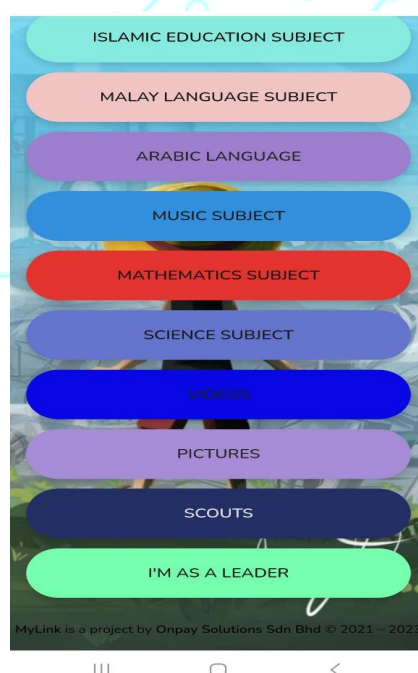 ISLAMIC EDUCATION SUBJECT
MALAY LANGUAGE SUBJECT
ARABIC LANGUAGE
MUSIC SUBJECT
MATHEMATICS SUBJECT
SCIENCE SUBJECT
VIDEOS
PICTURES
SCOUTS
I'M AS A LEADER
MyLink is a project by Onpay Solutions Sdn Bhd © 2021 - 2023